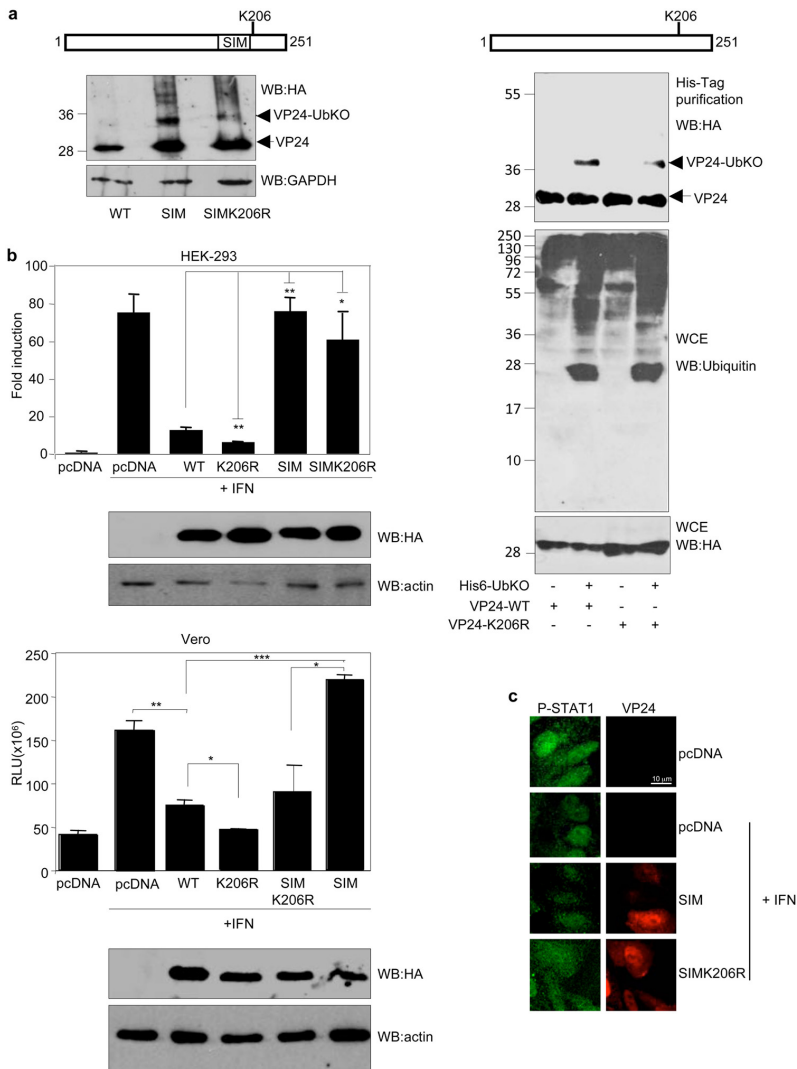 a
K206
1
SIM
251
WB:HA
36
VP24-UbKO
VP24
28
WB:GAPDH
WT SIM SIMK206R
K206
1
251
55
His-Tag
purification
WB:HA
VP24-UbKO
36
VP24
28
250
130
96
72
55
36
WCE
28
WB:Ubiquitin
17
10
WCE
WB:HA
28
His6-UbKO - + - +
VP24-WT + + - -
VP24-K206R - - + +
b
HEK-293
100
80
60
40
20
0
Fold induction
** *
**
pcDNA pcDNA WT K206R SIM SIMK206R
+ IFN
WB:HA
WB:actin
Vero
250
200
150
100
50
0
RLU(x10⁶)
***
*
**
*
pcDNA pcDNA WT K206R SIM K206R SIM
+IFN
WB:HA
WB:actin
c
P-STAT1 VP24
pcDNA
10 µm
pcDNA
SIM
+ IFN
SIMK206R